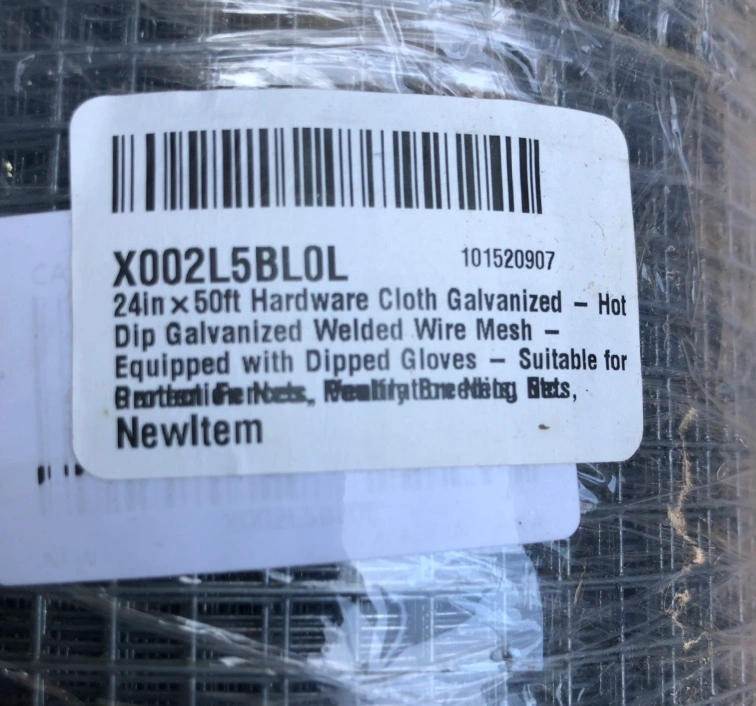 X002L5BL0L
101520907
24in×50ft Hardware Cloth Galvanized – Hot
Dip Galvanized Welded Wire Mesh –
Equipped with Dipped Gloves – Suitable for
NewItem